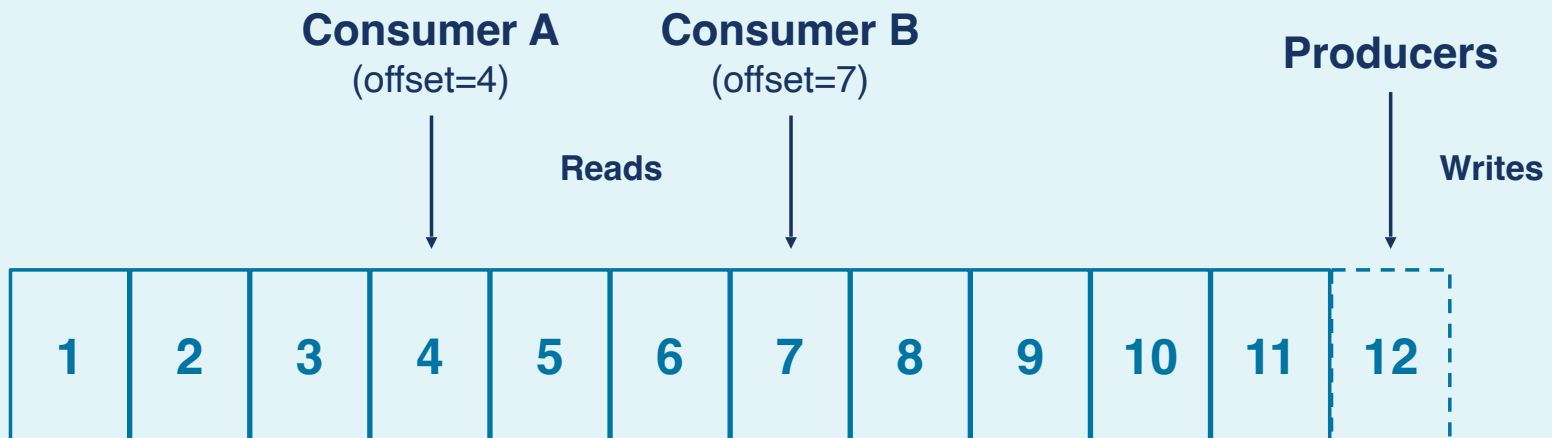 Consumer A
(offset=4)
Consumer B
(offset=7)
Producers
Reads
Writes
1 2 3 4 5 6 7 8 9 10 11 12